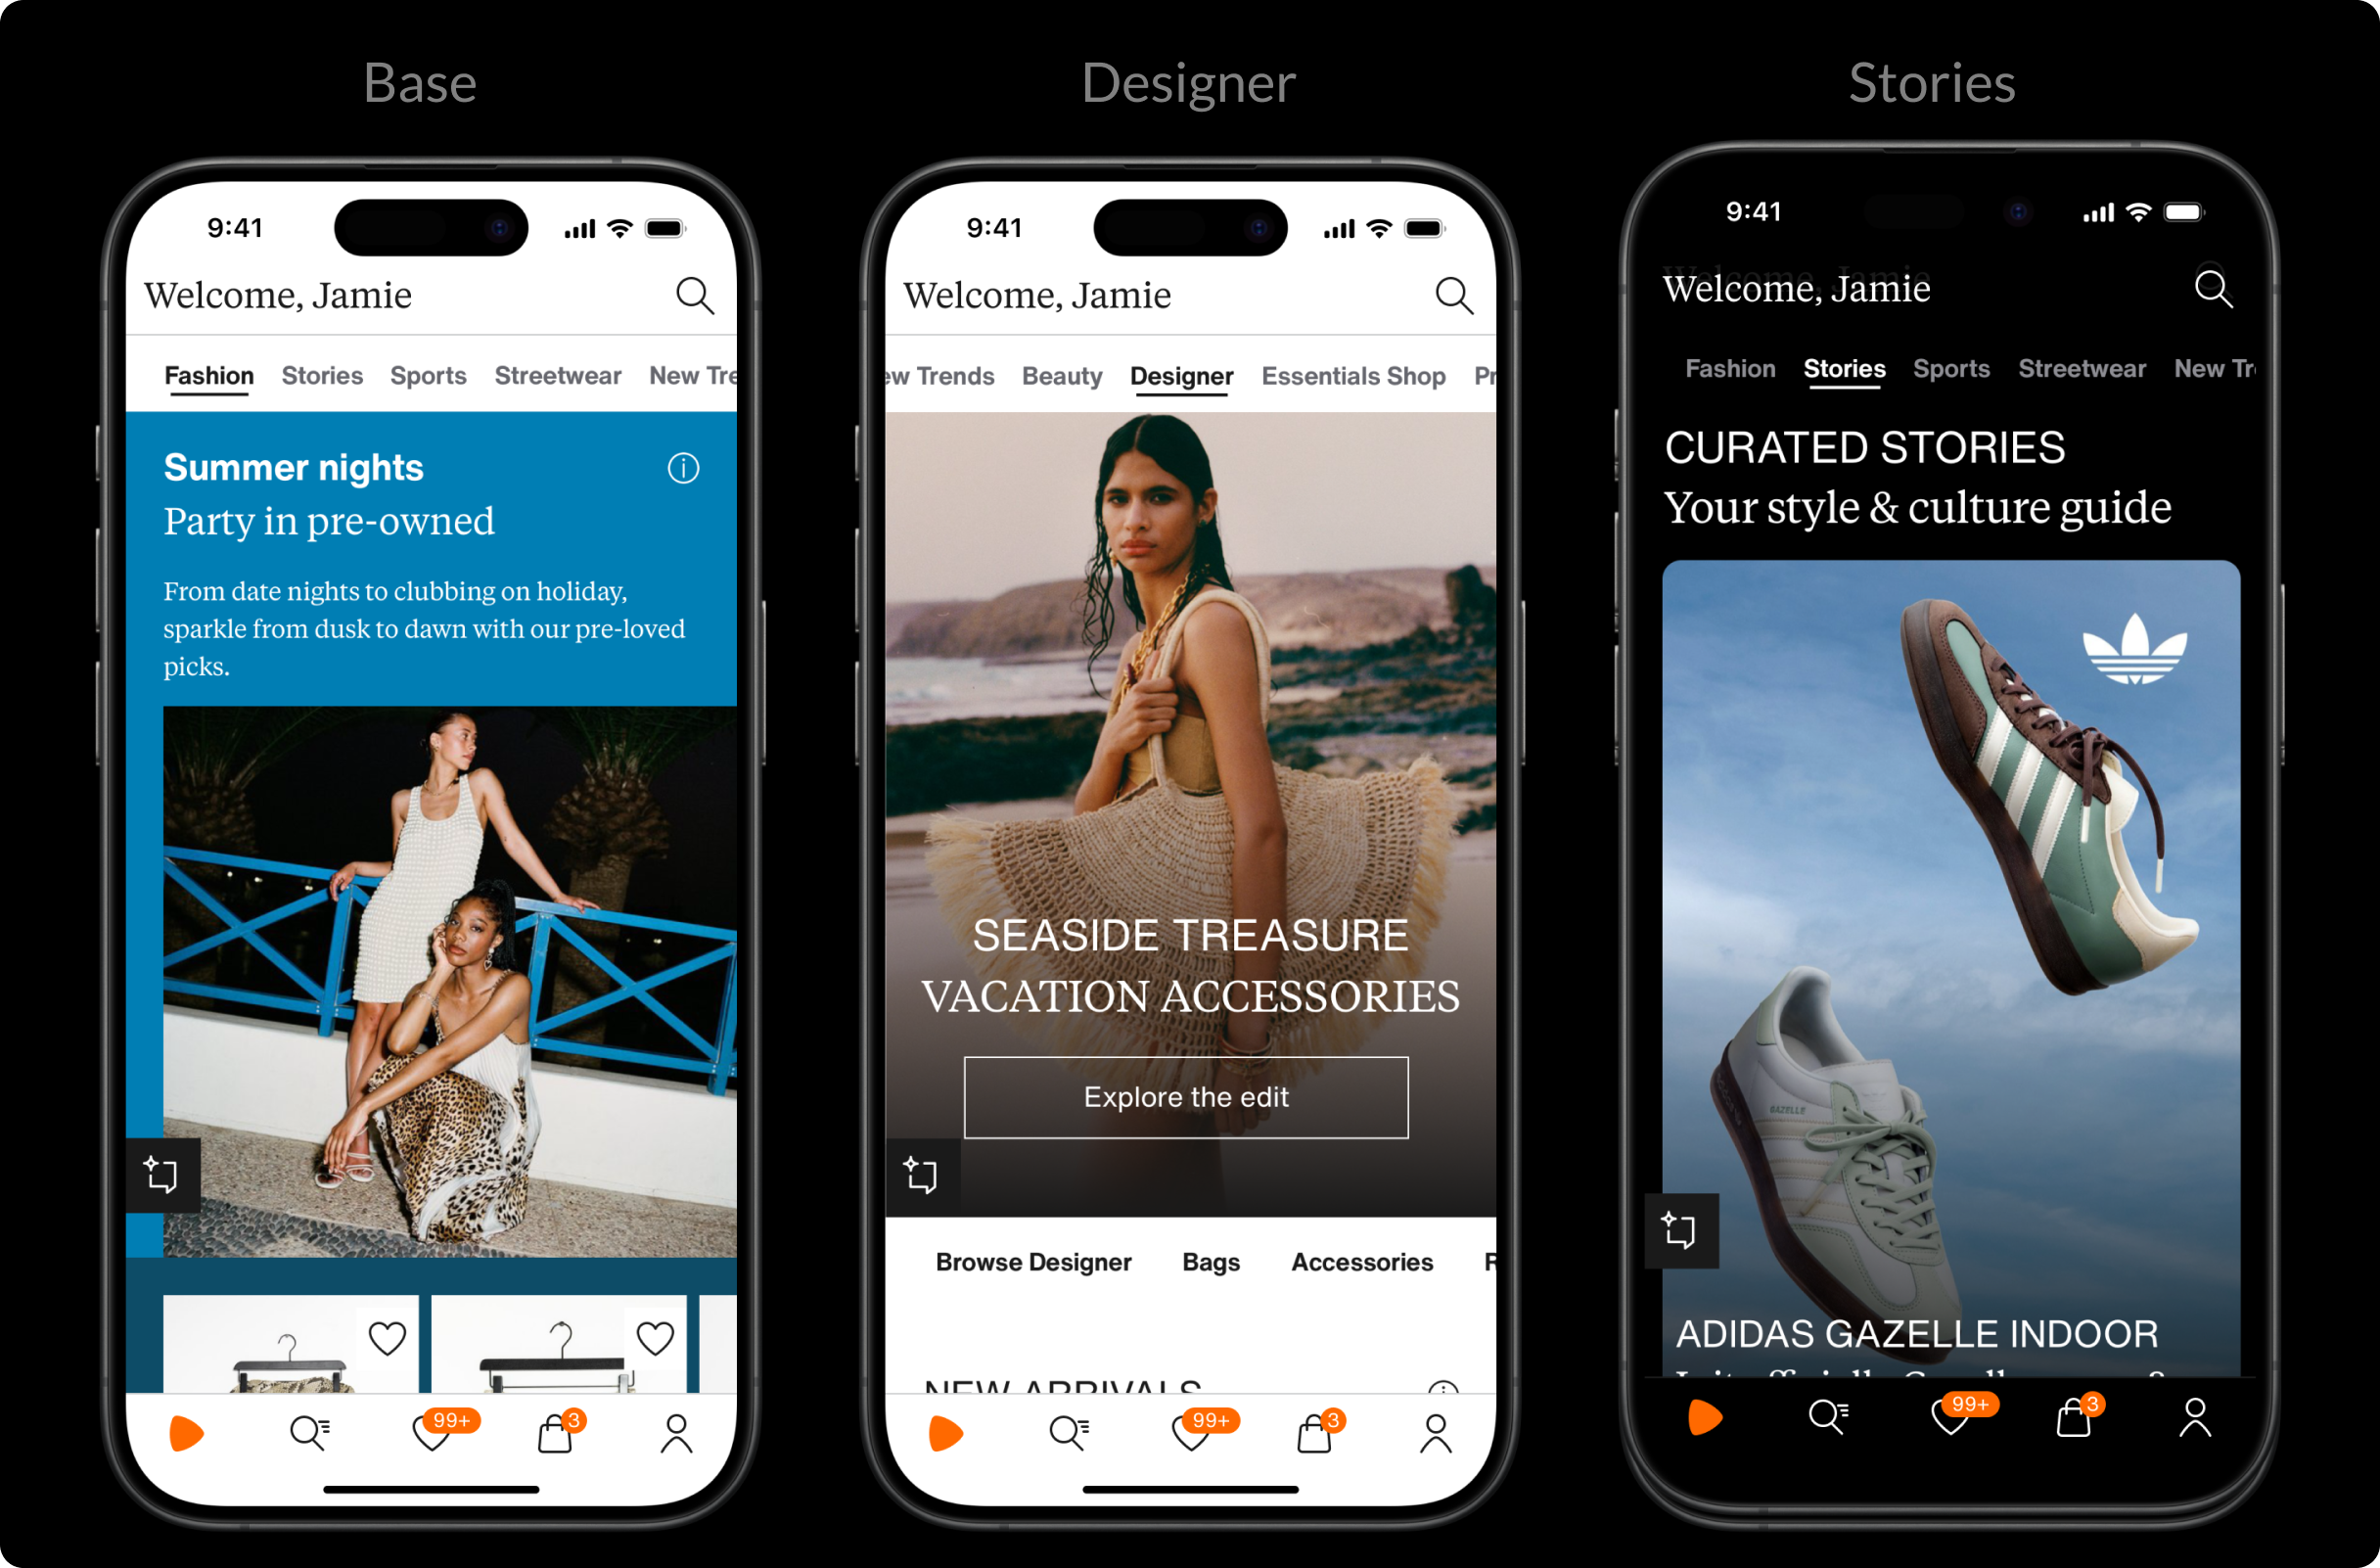 Base
9:41
Welcome, Jamie
Fashion Stories Sports Streetwear New Tre
Summer nights
Party in pre-owned
From date nights to clubbing on holiday,
sparkle from dusk to dawn with our pre-loved
picks.
99+
3
Designer
9:41
Welcome, Jamie
ew Trends Beauty Designer Essentials Shop Pr
SEASIDE TREASURE
VACATION ACCESSORIES
Explore the edit
Browse Designer Bags Accessories
NEW ARRIVALS
99+
3
Stories
9:41
Welcome, Jamie
Fashion Stories Sports Streetwear New Tr
CURATED STORIES
Your style & culture guide
GAZELLE
ADIDAS GAZELLE INDOOR
99+
3